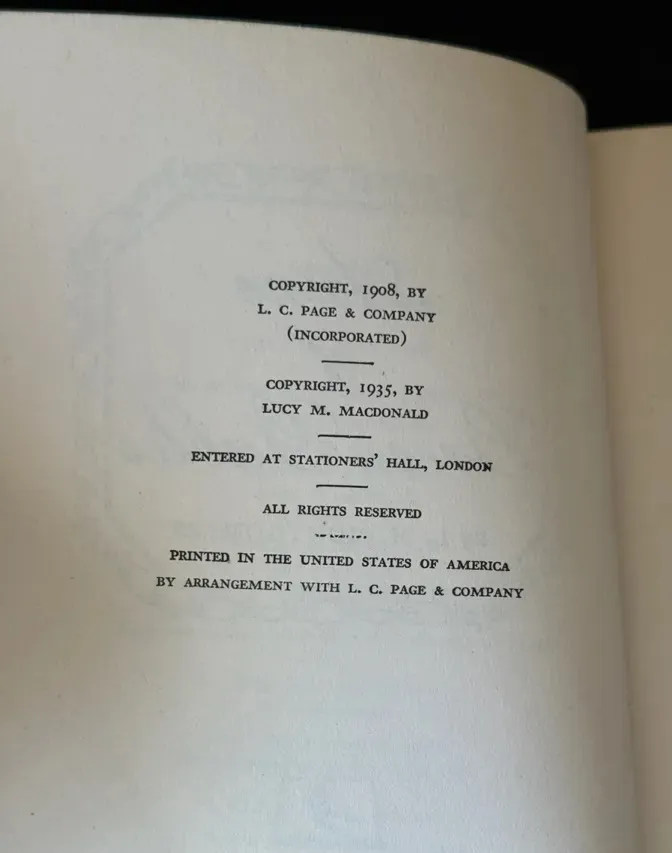 COPYRIGHT, 1908, BY
L. C. PAGE & COMPANY
(INCORPORATED)
COPYRIGHT, 1935, BY
LUCY M. MACDONALD
ENTERED AT STATIONERS' HALL, LONDON
ALL RIGHTS RESERVED
PRINTED IN THE UNITED STATES OF AMERICA
BY ARRANGEMENT WITH L. C. PAGE & COMPANY